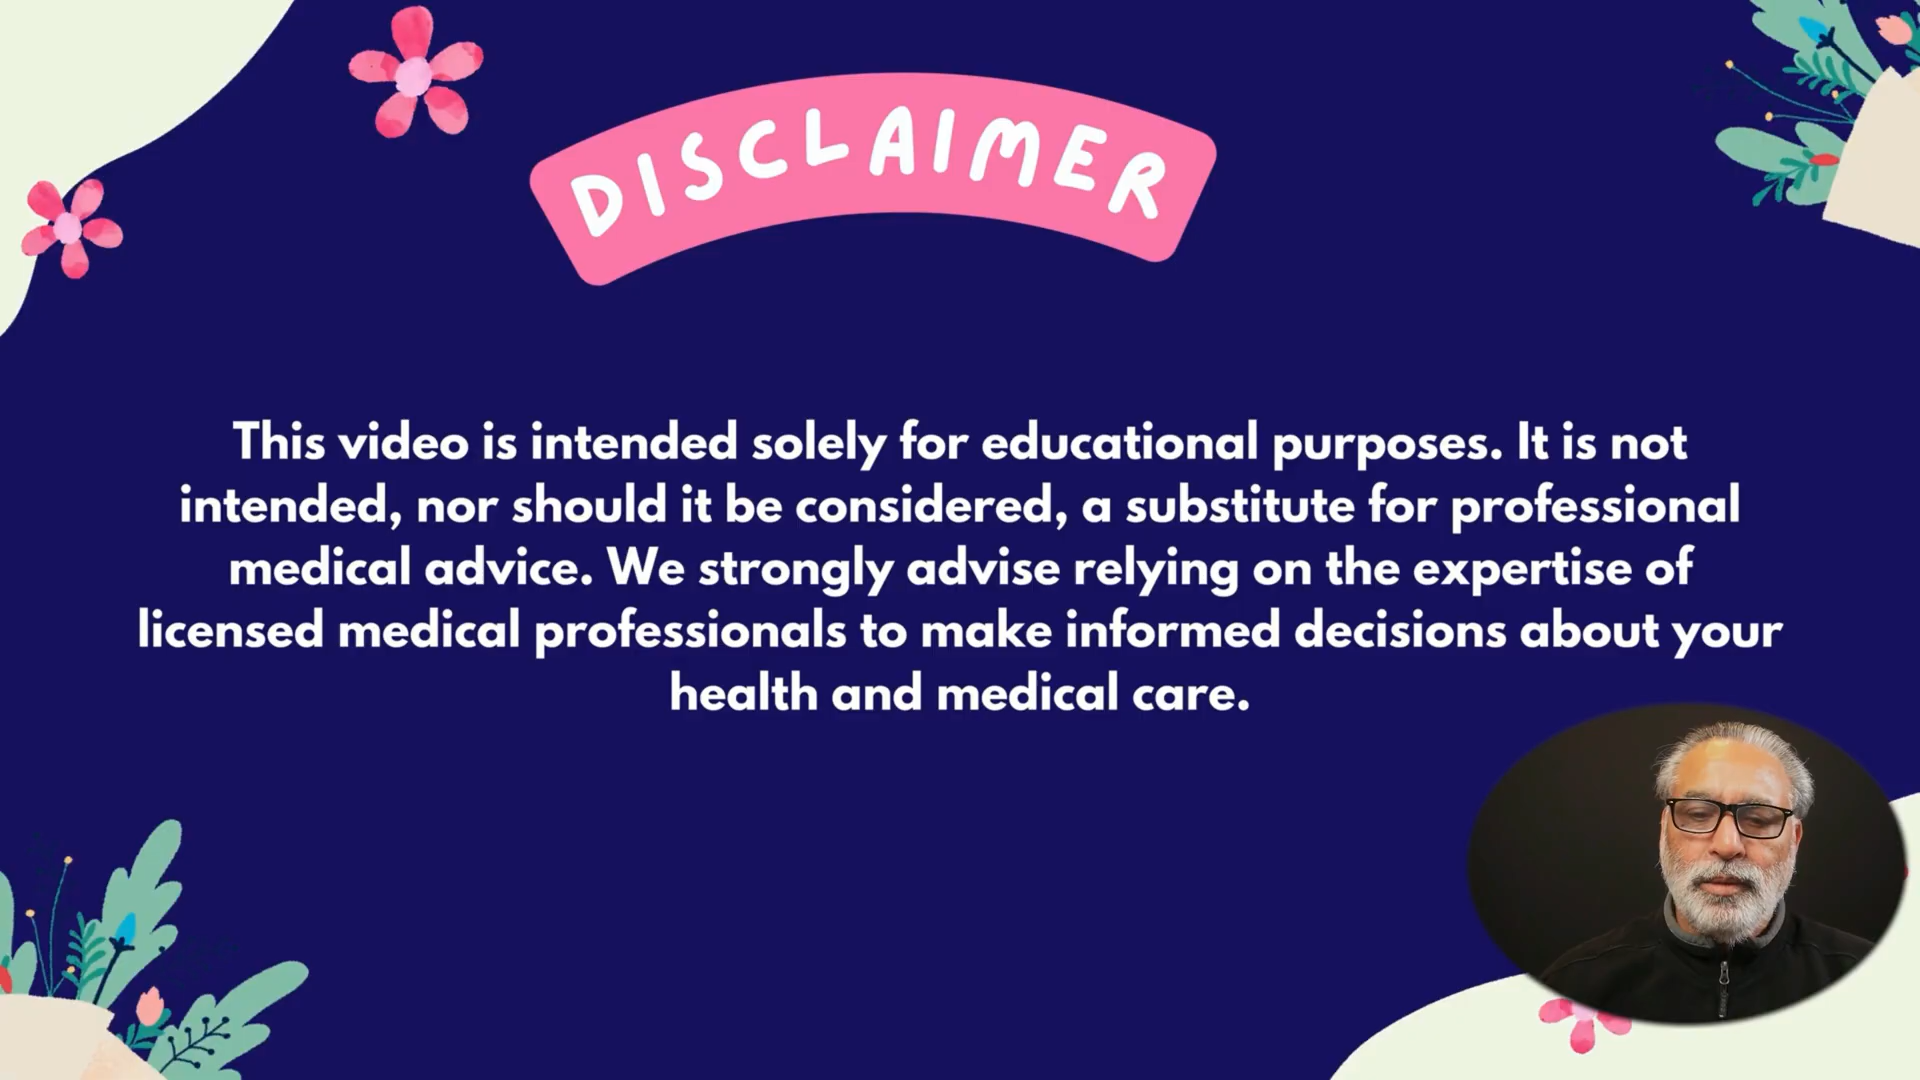 DISCLAIMER
This video is intended solely for educational purposes. It is not
intended, nor should it be considered, a substitute for professional
medical advice. We strongly advise relying on the expertise of
licensed medical professionals to make informed decisions about your
health and medical care.